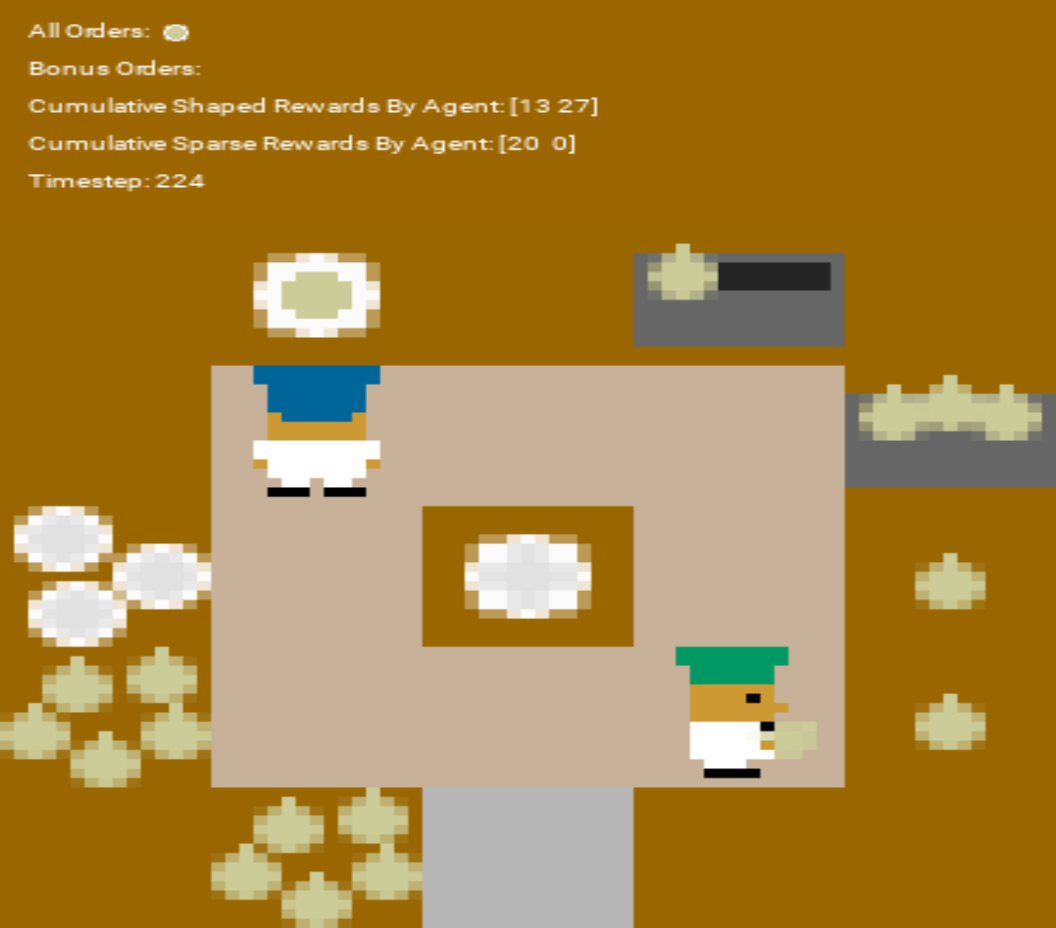 All Orders:
Bonus Orders:
Cumulative Shaped Rewards By Agent: [13 27]
Cumulative Sparse Rewards By Agent: [20  0]
Timestep: 224